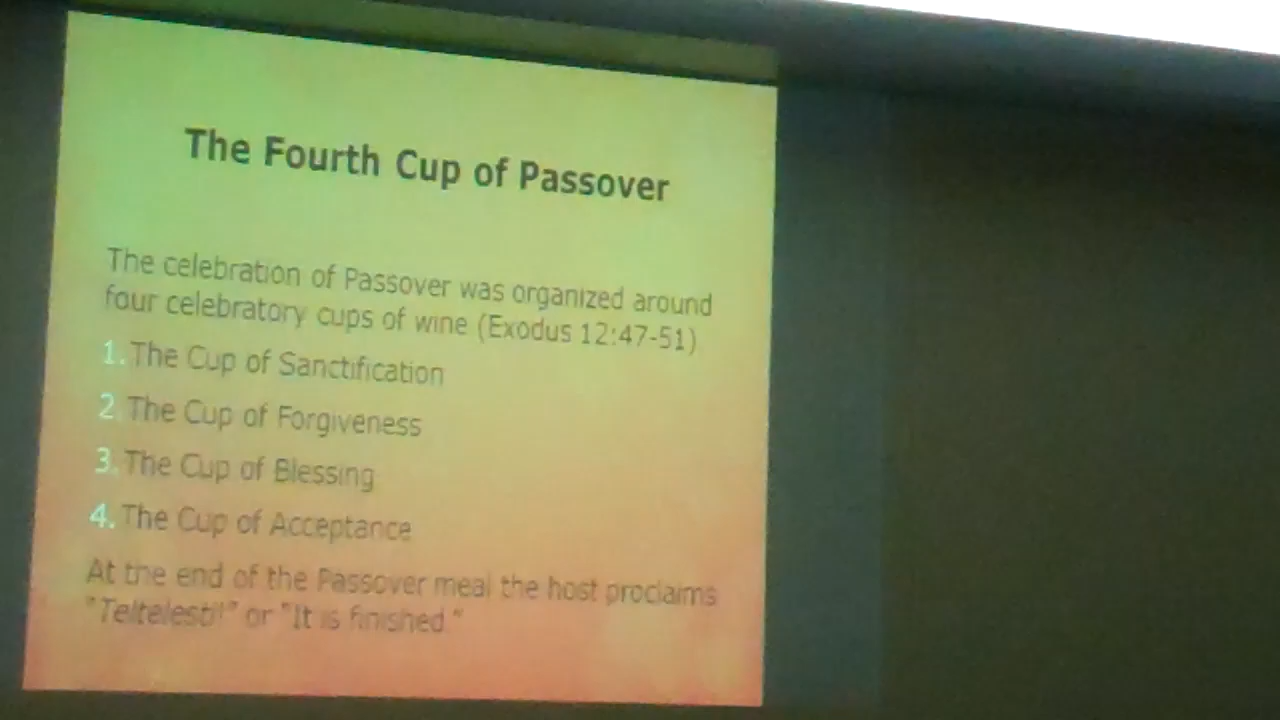 The Fourth Cup of Passover
The celebration of Passover was organized around
four celebratory cups of wine (Exodus 12:47-51)
1. The Cup of Sanctification
2. The Cup of Forgiveness
3. The Cup of Blessing
4. The Cup of Acceptance
At the end of the Passover meal the host proclaims
"Teltelesti!" or "It is finished."